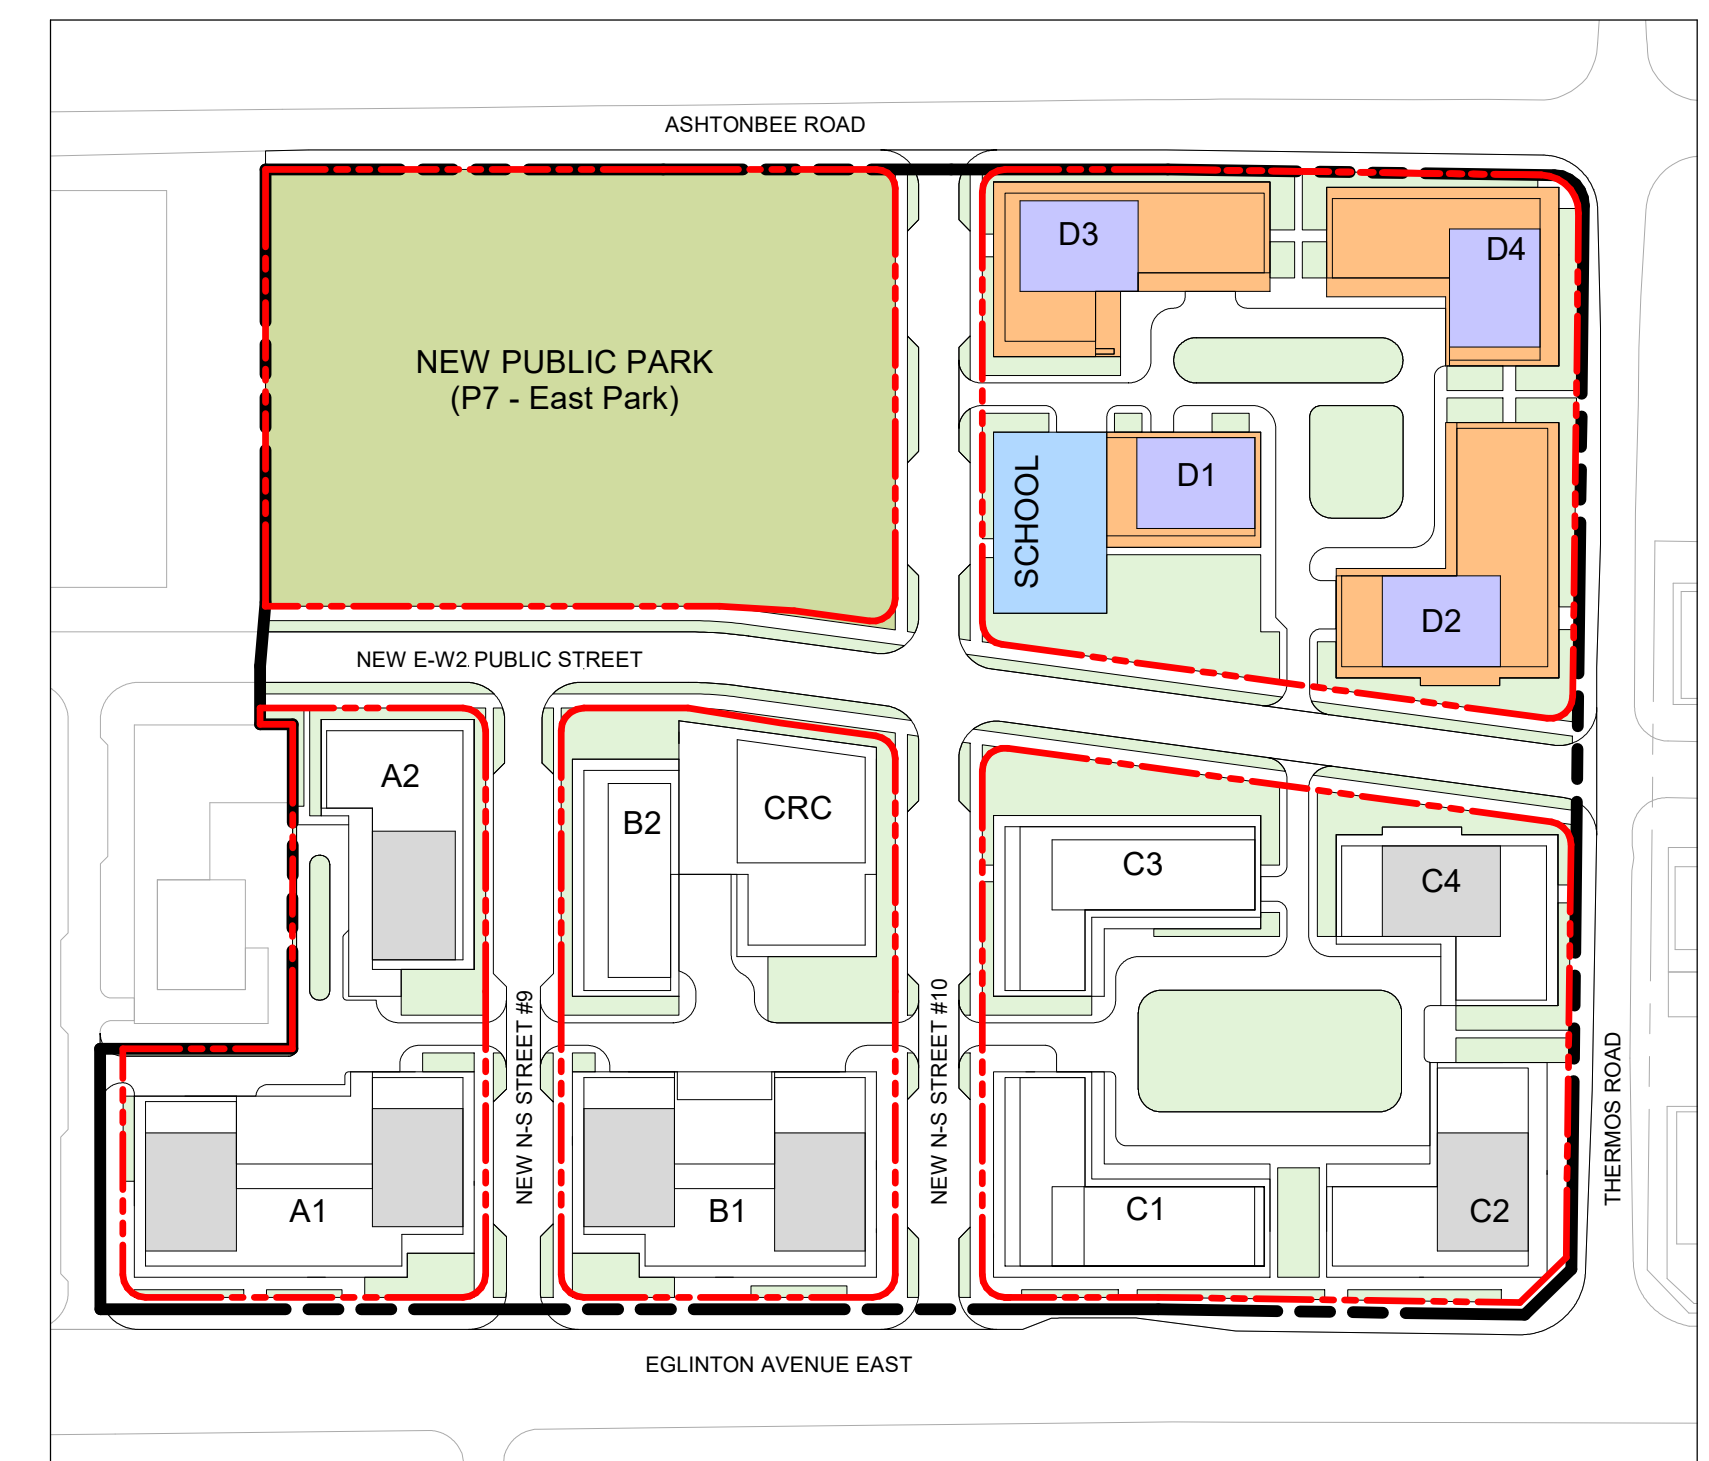 ASHTONBEE ROAD
D3
D4
NEW PUBLIC PARK
(P7 - East Park)
SCHOOL
D1
D2
NEW E-W2 PUBLIC STREET
A2
B2
CRC
C3
C4
NEW N-S STREET #9
NEW N-S STREET #10
THERMOS ROAD
A1
B1
C1
C2
EGLINTON AVENUE EAST